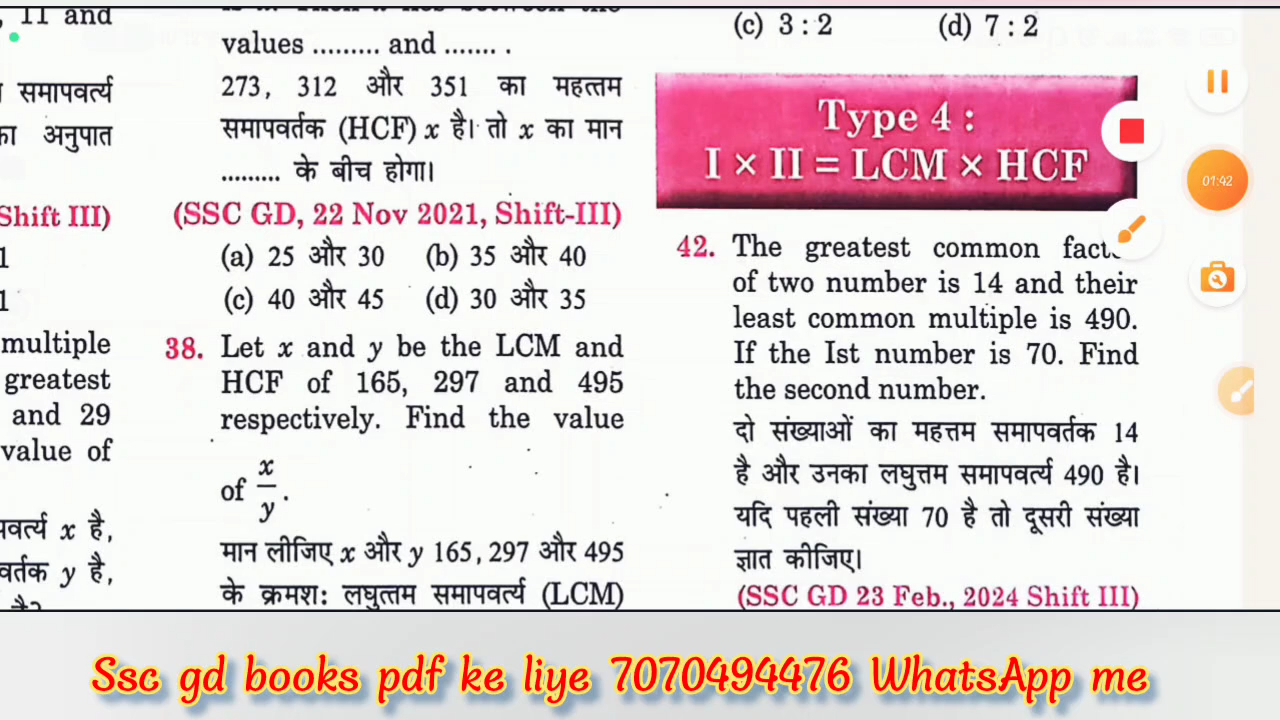 , 11 and
समापवर्त्य
का अनुपात
Shift III)
1
1
multiple
greatest
and 29
value of
पवर्त्य x है,
वर्तक y है,
values ......... and ....... .
273, 312 और 351 का महत्तम
समापवर्तक (HCF) x है। तो x का मान
......... के बीच होगा।
(SSC GD, 22 Nov 2021, Shift-III)
(a) 25 और 30 (b) 35 और 40
(c) 40 और 45 (d) 30 और 35
38. Let x and y be the LCM and
HCF of 165, 297 and 495
respectively. Find the value
of x/y.
मान लीजिए x और y 165, 297 और 495
के क्रमश: लघुत्तम समापवर्त्य (LCM)
(c) 3 : 2 (d) 7 : 2
Type 4 :
I × II = LCM × HCF
42. The greatest common fact
of two number is 14 and their
least common multiple is 490.
If the Ist number is 70. Find
the second number.
दो संख्याओं का महत्तम समापवर्तक 14
है और उनका लघुत्तम समापवर्त्य 490 है।
यदि पहली संख्या 70 है तो दूसरी संख्या
ज्ञात कीजिए।
(SSC GD 23 Feb., 2024 Shift III)
01:42
Ssc gd books pdf ke liye 7070494476 WhatsApp me